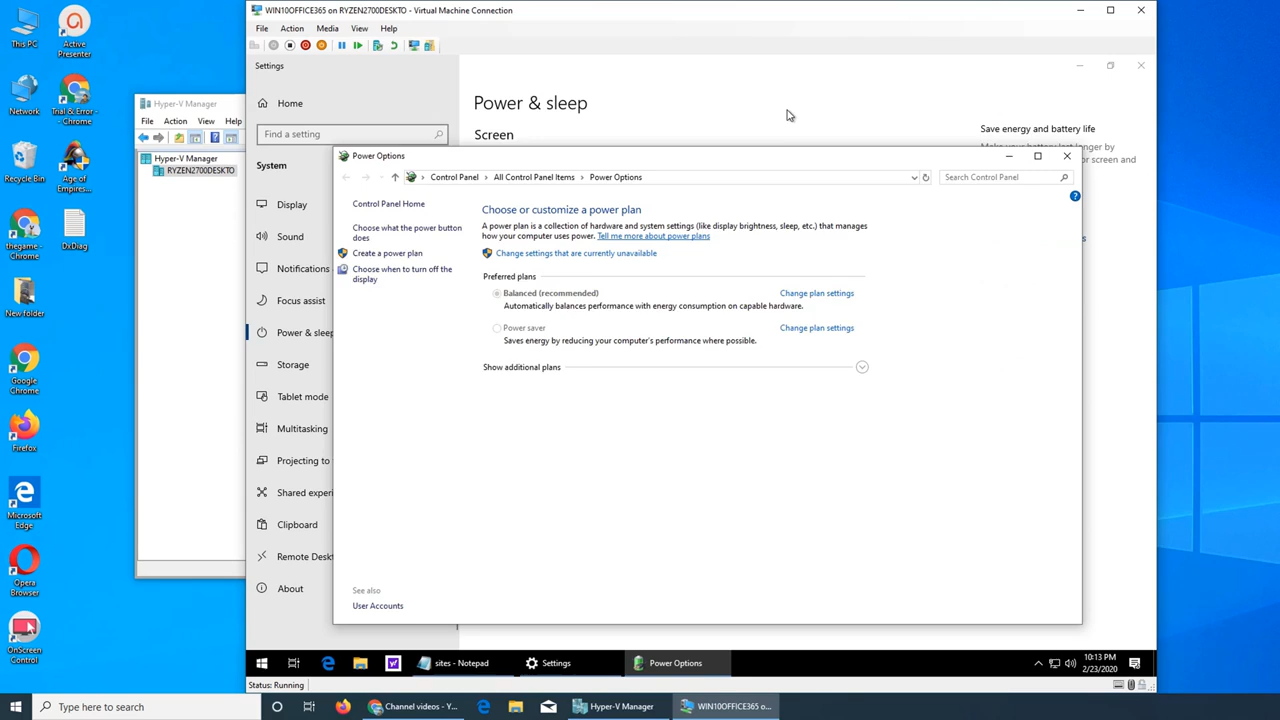 This PC
Active
Presenter
Network
Trial & Error -
- Chrome
Recycle Bin
Age of
Empires...
thegame -
Chrome
DxDiag
New folder
Google
Chrome
Firefox
Microsoft
Edge
Opera
Browser
OnScreen
Control
Hyper-V Manager
File Action View Help
Hyper-V Manager
RYZEN2700DESKTO
WIN10OFFICE365 on RYZEN2700DESKTO - Virtual Machine Connection
File Action Media View Help
Settings
Home
Find a setting
System
Display
Sound
Notifications
Focus assist
Power & sleep
Storage
Tablet mode
Multitasking
Projecting to
Shared experi
Clipboard
Remote Deskt
About
Power & sleep
Screen
Save energy and battery life
Make your battery last longer by
for screen and
s
Power Options
Control Panel > All Control Panel Items > Power Options
Search Control Panel
Control Panel Home
Choose what the power button
does
Create a power plan
Choose when to turn off the
display
See also
User Accounts
Choose or customize a power plan
A power plan is a collection of hardware and system settings (like display brightness, sleep, etc.) that manages
how your computer uses power. Tell me more about power plans
Change settings that are currently unavailable
Preferred plans
Balanced (recommended) Change plan settings
Automatically balances performance with energy consumption on capable hardware.
Power saver Change plan settings
Saves energy by reducing your computer's performance where possible.
Show additional plans
sites - Notepad
Settings
Power Options
10:13 PM
2/23/2020
Status: Running
Type here to search
Channel videos - Y...
Hyper-V Manager
WIN10OFFICE365 o...